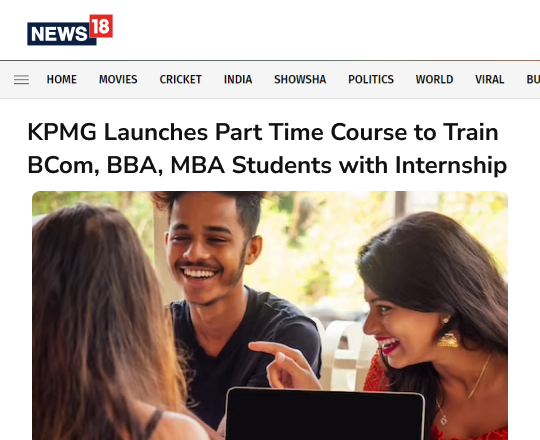 NEWS 18
HOME MOVIES CRICKET INDIA SHOWSHA POLITICS WORLD VIRAL BU
KPMG Launches Part Time Course to Train
BCom, BBA, MBA Students with Internship